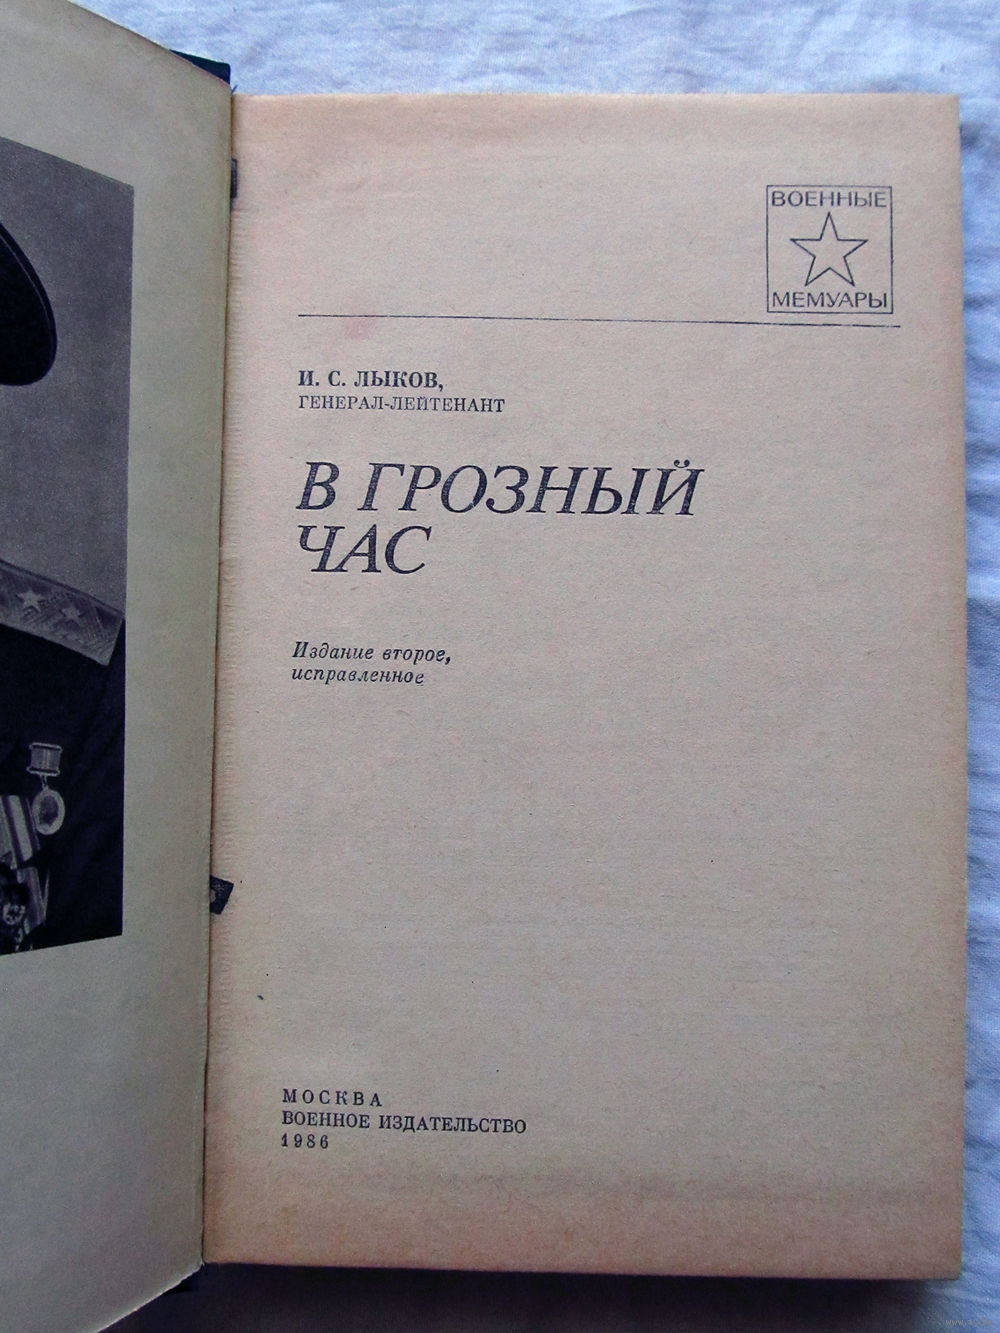 ВОЕННЫЕ
МЕМУАРЫ
И. С. ЛЫКОВ,
ГЕНЕРАЛ-ЛЕЙТЕНАНТ
В ГРОЗНЫЙ
ЧАС
Издание второе,
исправленное
МОСКВА
ВОЕННОЕ ИЗДАТЕЛЬСТВО
1986